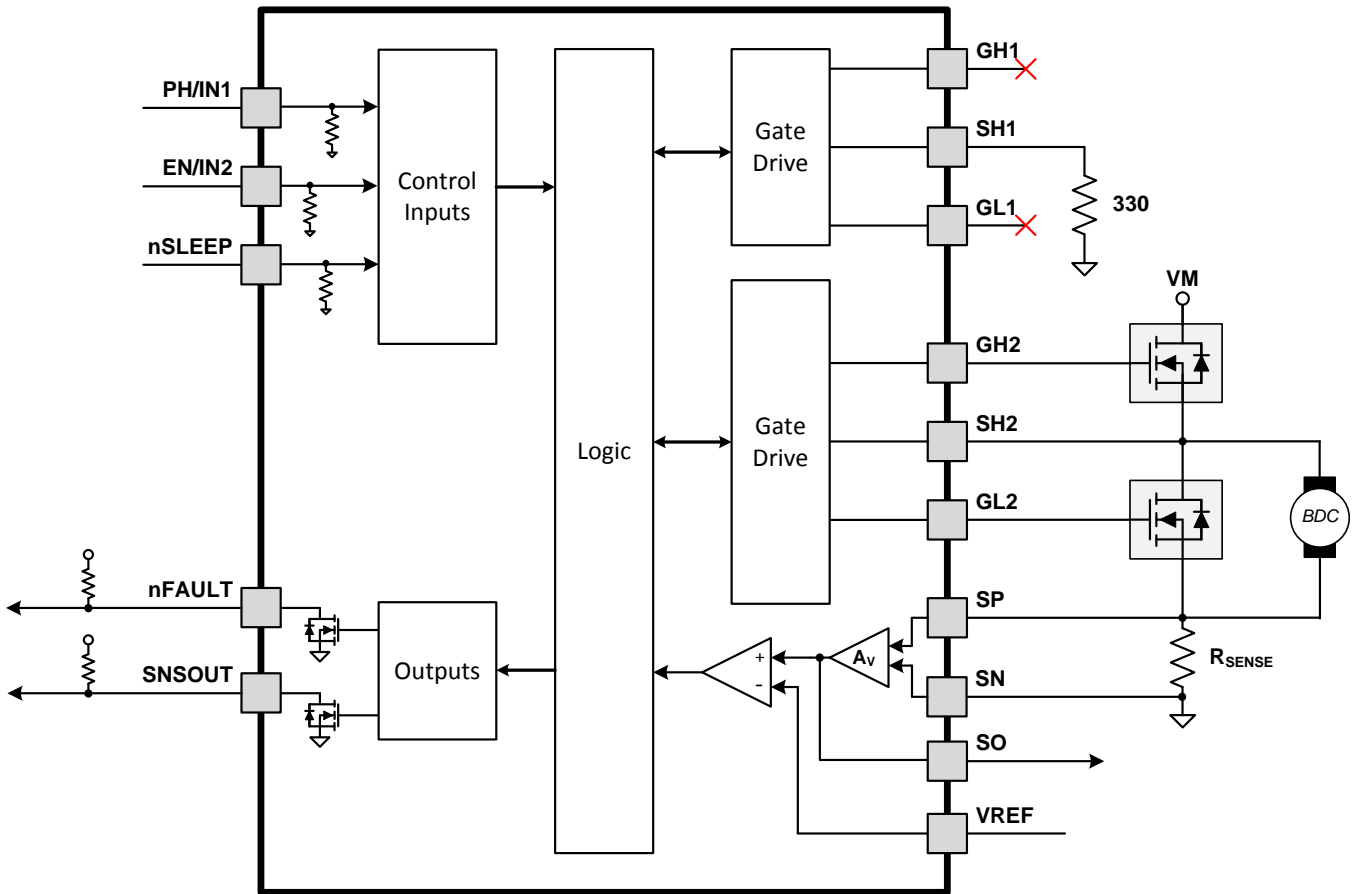 PH/IN1
EN/IN2
nSLEEP
Control
Inputs
Logic
Gate
Drive
GH1
SH1
GL1
330
VM
Gate
Drive
GH2
SH2
GL2
BDC
nFAULT
SNSOUT
Outputs
+
-
AV
SP
SN
RSENSE
SO
VREF